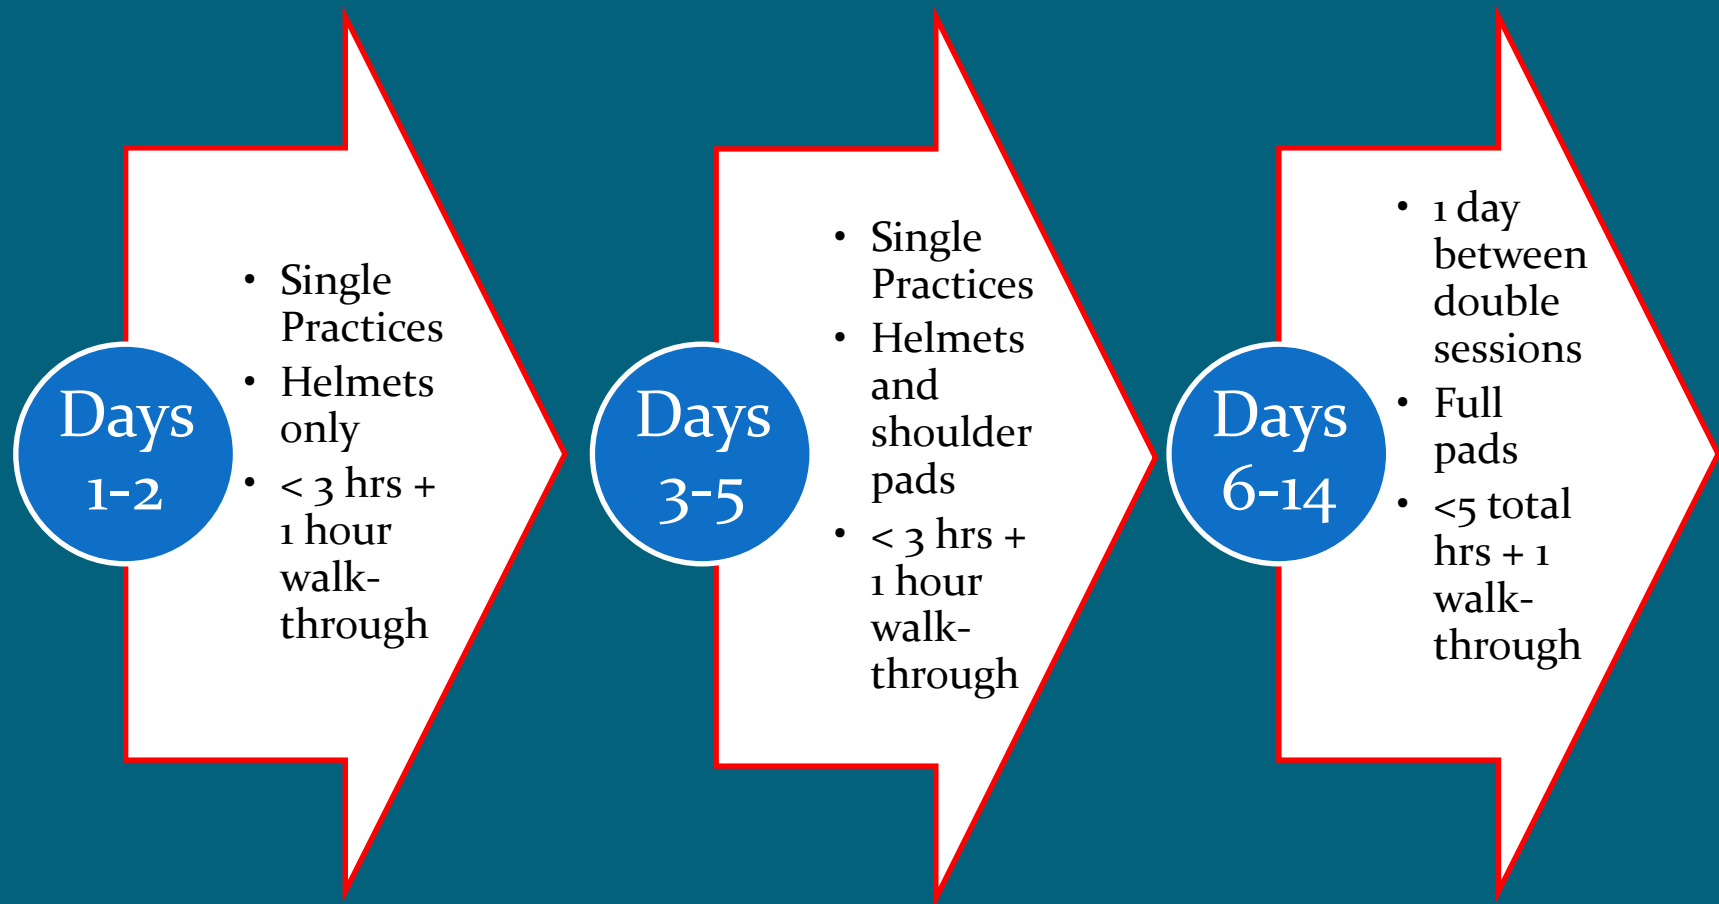 Days
1-2
• Single
Practices
• Helmets
only
• < 3 hrs +
1 hour
walk-
through
Days
3-5
• Single
Practices
• Helmets
and
shoulder
pads
• < 3 hrs +
1 hour
walk-
through
Days
6-14
• 1 day
between
double
sessions
• Full
pads
• <5 total
hrs + 1
walk-
through